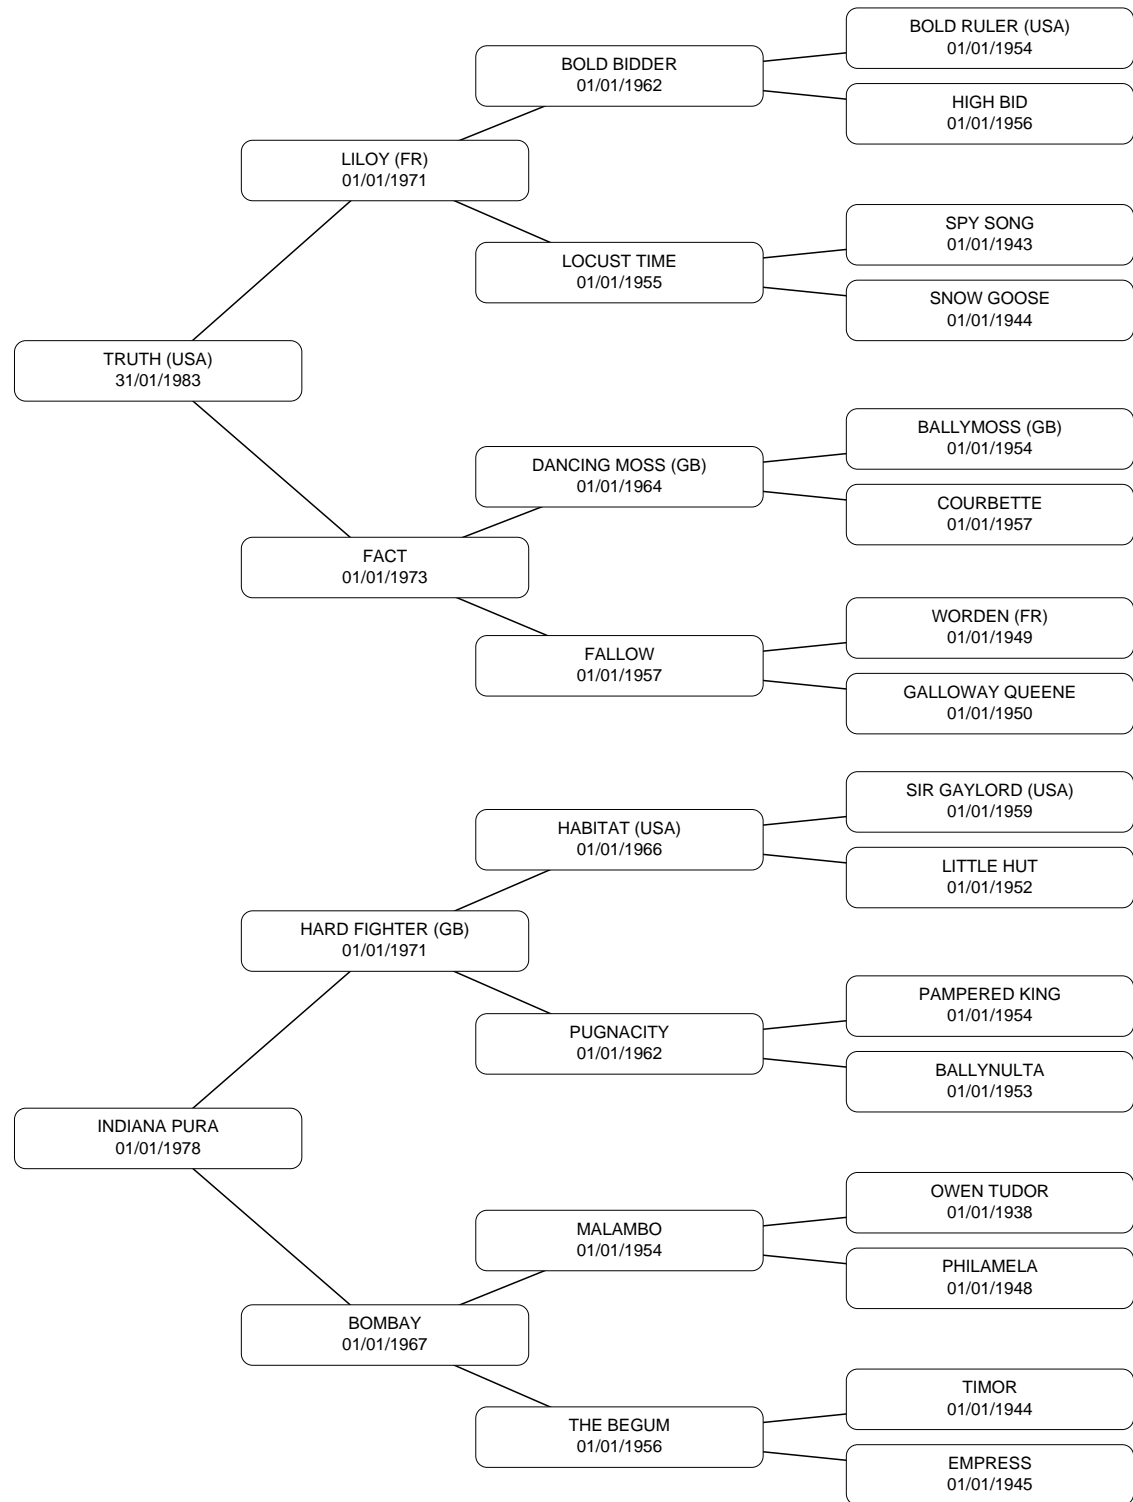 BOLD RULER (USA)
01/01/1954
BOLD BIDDER
01/01/1962
HIGH BID
01/01/1956
LILOY (FR)
01/01/1971
SPY SONG
01/01/1943
LOCUST TIME
01/01/1955
SNOW GOOSE
01/01/1944
TRUTH (USA)
31/01/1983
BALLYMOSS (GB)
01/01/1954
DANCING MOSS (GB)
01/01/1964
COURBETTE
01/01/1957
FACT
01/01/1973
WORDEN (FR)
01/01/1949
FALLOW
01/01/1957
GALLOWAY QUEENE
01/01/1950
SIR GAYLORD (USA)
01/01/1959
HABITAT (USA)
01/01/1966
LITTLE HUT
01/01/1952
HARD FIGHTER (GB)
01/01/1971
PAMPERED KING
01/01/1954
PUGNACITY
01/01/1962
BALLYNULTA
01/01/1953
INDIANA PURA
01/01/1978
OWEN TUDOR
01/01/1938
MALAMBO
01/01/1954
PHILAMELA
01/01/1948
BOMBAY
01/01/1967
TIMOR
01/01/1944
THE BEGUM
01/01/1956
EMPRESS
01/01/1945